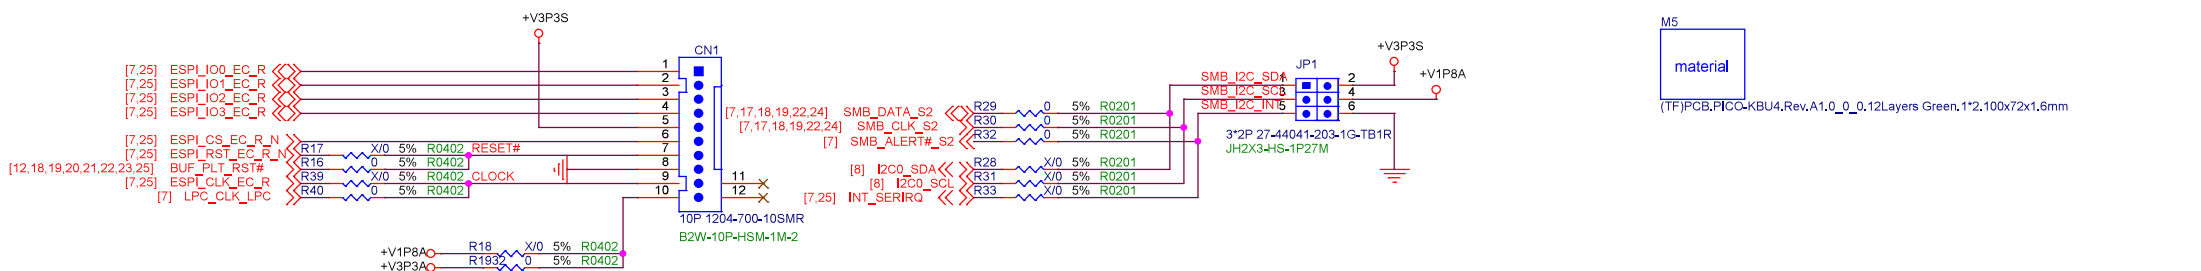 +V3P3S
CN1
[7,25] ESPI_IO0_EC_R 1
[7,25] ESPI_IO1_EC_R 2
[7,25] ESPI_IO2_EC_R 3
[7,25] ESPI_IO3_EC_R 4
5
[7,25] ESPI_CS_EC_R_N 6
[7,25] ESPI_RST_EC_R_N R17 X/0 5% R0402 RESET# 7
[12,18,19,20,21,22,23,25] BUF_PLT_RST# R16 0 5% R0402 8
[7,25] ESPI_CLK_EC_R R39 X/0 5% R0402 CLOCK 9
[7] LPC_CLK_LPC R40 0 5% R0402 10
11
12
10P 1204-700-10SMR
B2W-10P-HSM-1M-2
+V1P8A R18 X/0 5% R0402
+V3P3A R1932 0 5% R0402
+V3P3S
+V1P8A
JP1
SMB_I2C_SDA 1 2
SMB_I2C_SCL 3 4
SMB_I2C_INT 5 6
[7,17,18,19,22,24] SMB_DATA_S2 R29 0 5% R0201
[7,17,18,19,22,24] SMB_CLK_S2 R30 0 5% R0201
[7] SMB_ALERT#_S2 R32 0 5% R0201
3*2P 27-44041-203-1G-TB1R
JH2X3-HS-1P27M
[8] I2C0_SDA R28 X/0 5% R0201
[8] I2C0_SCL R31 X/0 5% R0201
[7,25] INT_SERIRQ R33 X/0 5% R0201
M5
material
(TF)PCB.PICO-KBU4.Rev.A1.0_0_0.12Layers Green.1*2.100x72x1.6mm